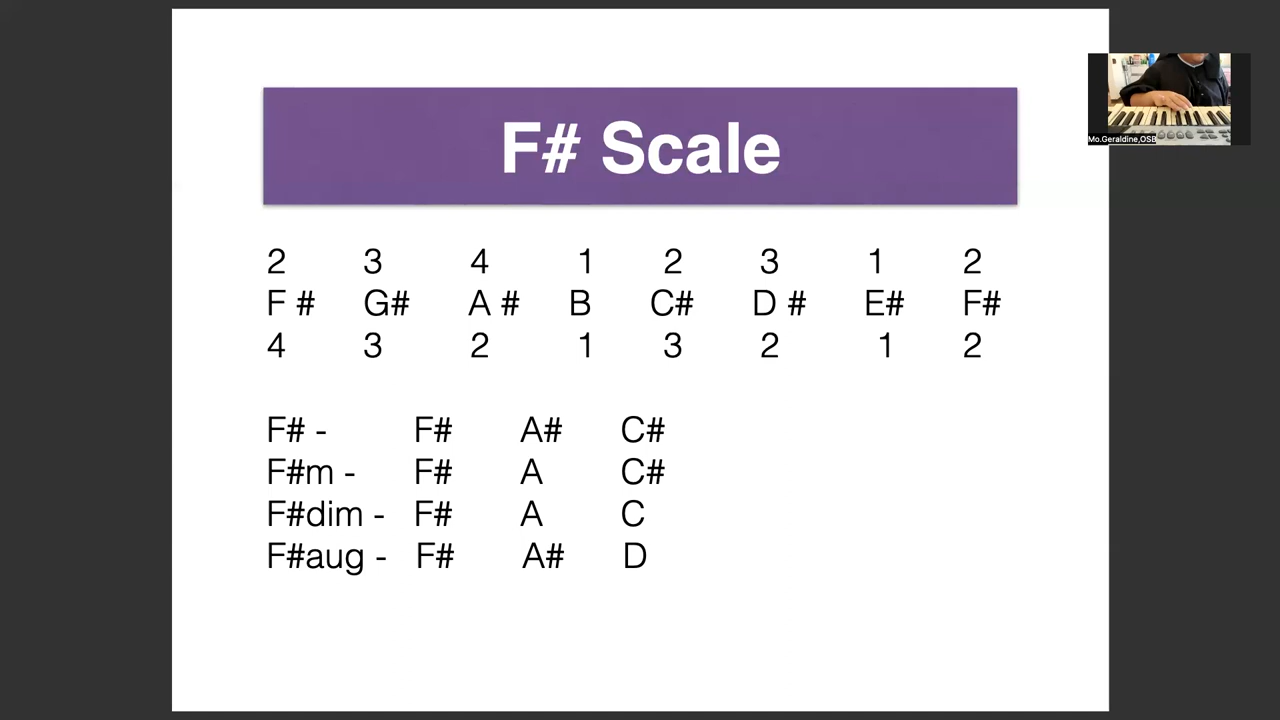 F# Scale
Mo.Geraldine,OSB
2 3 4 1 2 3 1 2
F # G# A # B C# D # E# F#
4 3 2 1 3 2 1 2
F# - F# A# C#
F#m - F# A C#
F#dim - F# A C
F#aug - F# A# D